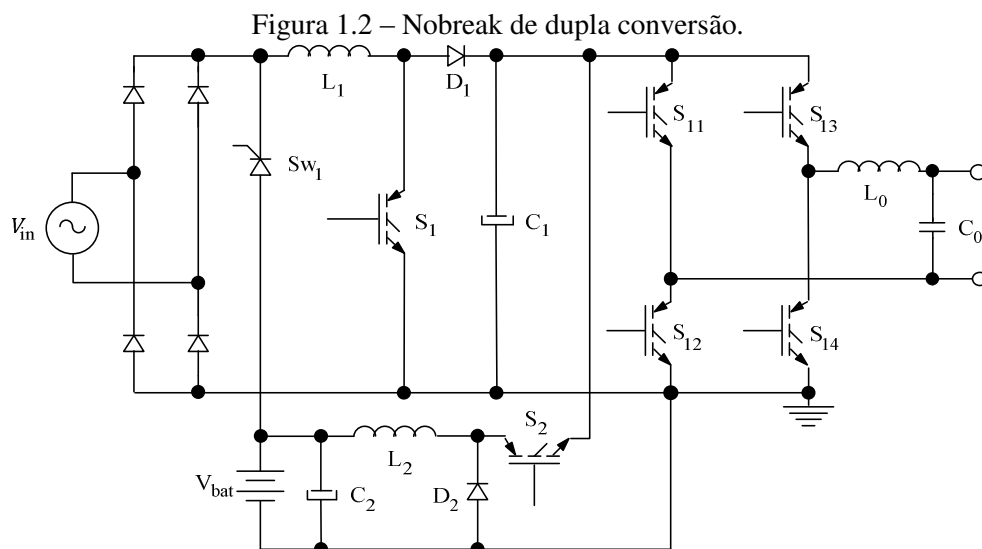 Figura 1.2 – Nobreak de dupla conversão.
L1
D1
S11
S13
Sw1
Vin
S1
C1
L0
C0
S12
S14
S2
L2
Vbat
C2
D2